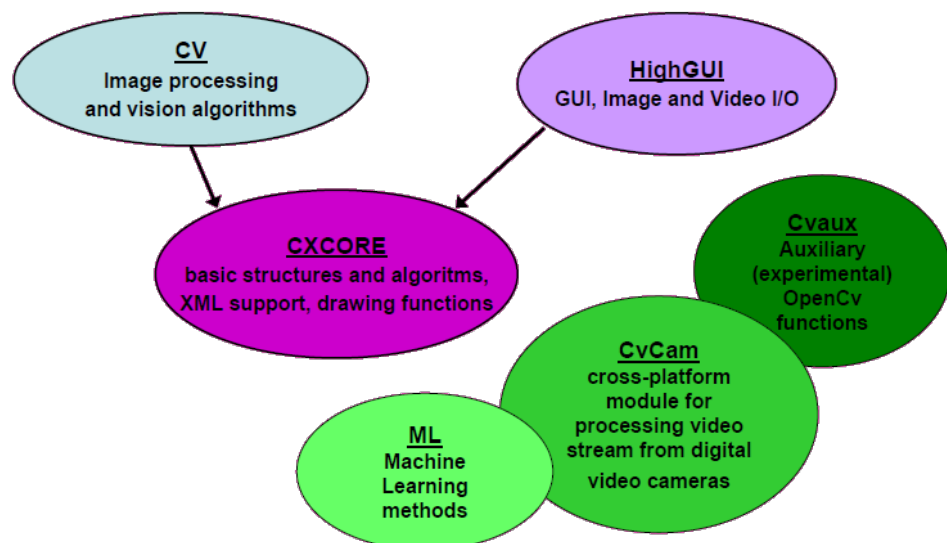 CV
Image processing
and vision algorithms
HighGUI
GUI, Image and Video I/O
CXCORE
basic structures and algoritms,
XML support, drawing functions
Cvaux
Auxiliary
(experimental)
OpenCv
functions
CvCam
cross-platform
module for
processing video
stream from digital
video cameras
ML
Machine
Learning
methods